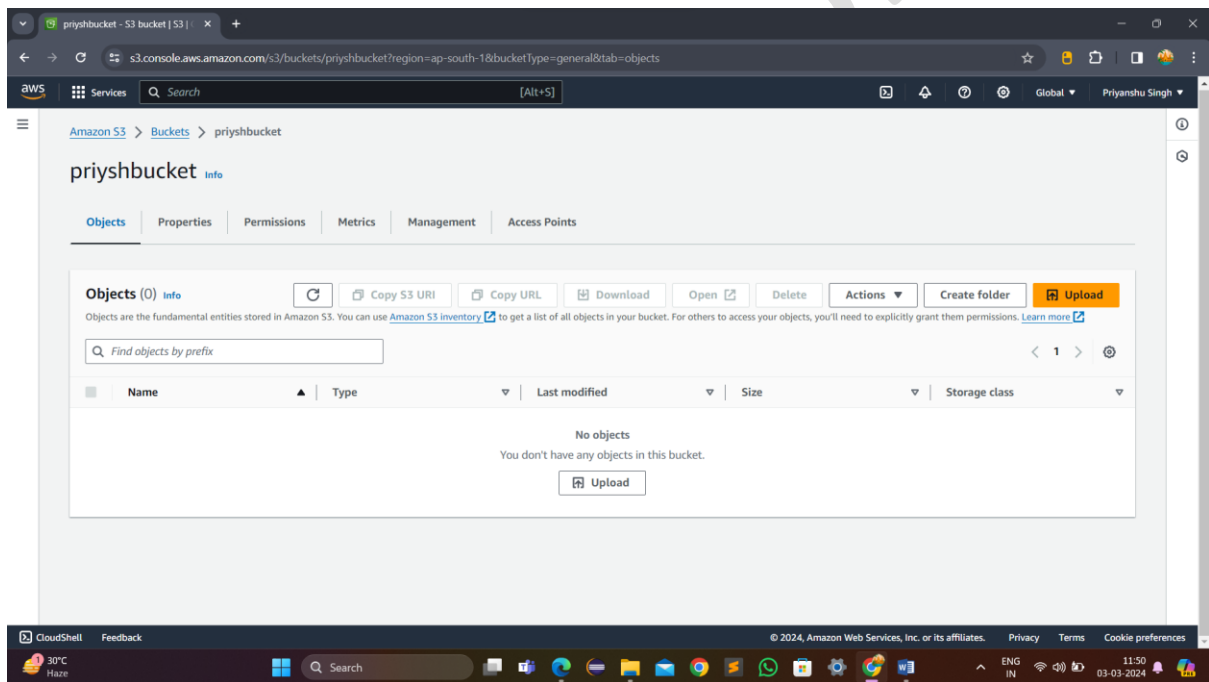 priyshbucket - S3 bucket | S3 |
s3.console.aws.amazon.com/s3/buckets/priyshbucket?region=ap-south-1&bucketType=general&tab=objects
aws Services Search [Alt+S] Global Priyanshu Singh
Amazon S3 > Buckets > priyshbucket
priyshbucket Info
Objects Properties Permissions Metrics Management Access Points
Objects (0) Info Copy S3 URI Copy URL Download Open Delete Actions Create folder Upload
Objects are the fundamental entities stored in Amazon S3. You can use Amazon S3 inventory to get a list of all objects in your bucket. For others to access your objects, you'll need to explicitly grant them permissions. Learn more
Find objects by prefix < 1 >
Name Type Last modified Size Storage class
No objects
You don't have any objects in this bucket.
Upload
CloudShell Feedback © 2024, Amazon Web Services, Inc. or its affiliates. Privacy Terms Cookie preferences
1 30°C Search ENG 11:50
Haze IN 03-03-2024